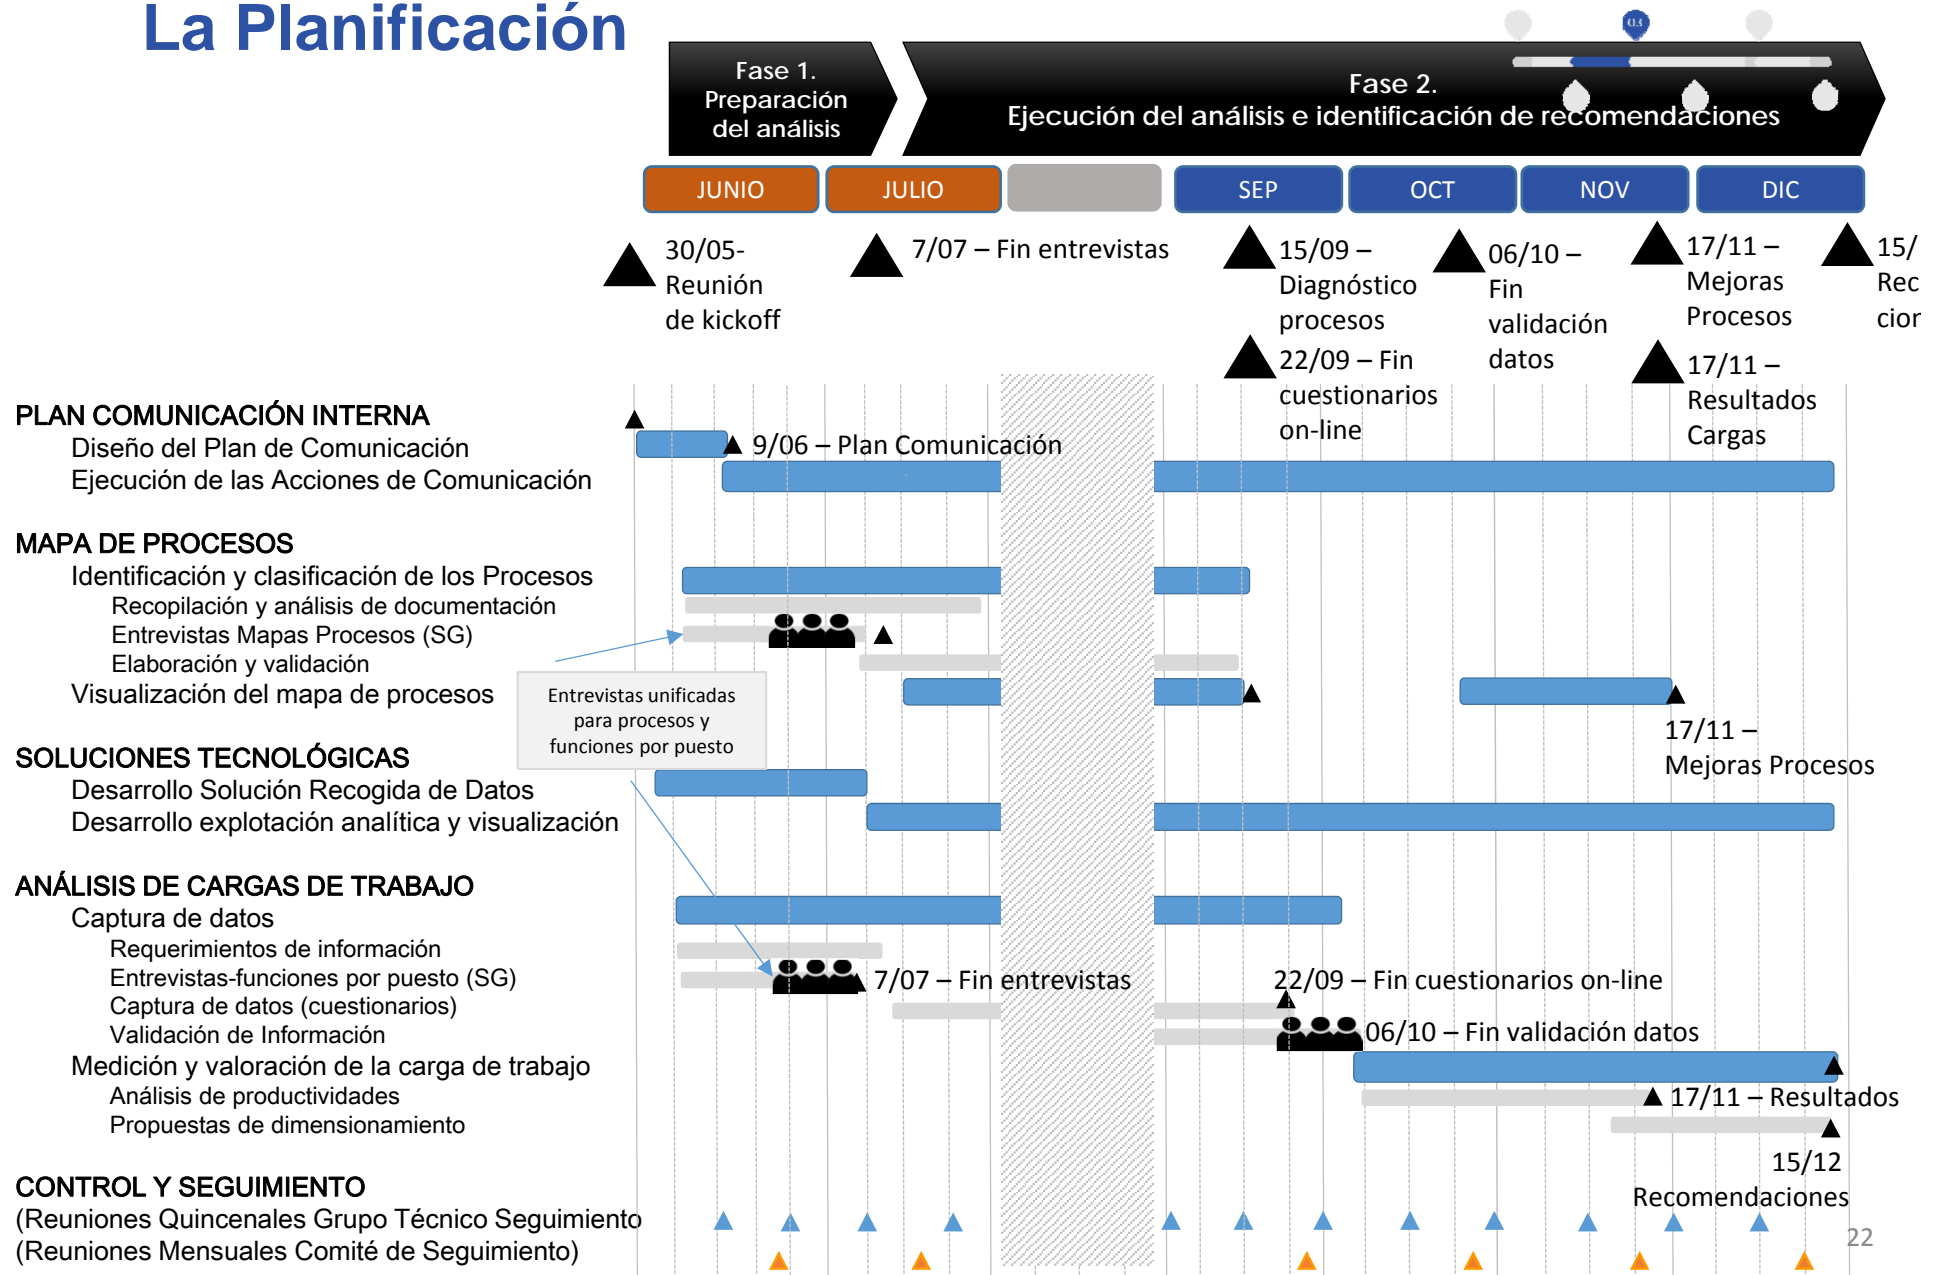 La Planificación
03
Fase 1.
Preparación
del análisis
Fase 2.
Ejecución del análisis e identificación de recomendaciones
JUNIO
JULIO
SEP
OCT
NOV
DIC
30/05-
Reunión
de kickoff
7/07 – Fin entrevistas
15/09 –
Diagnóstico
procesos
22/09 – Fin
cuestionarios
on-line
06/10 –
Fin
validación
datos
17/11 –
Mejoras
Procesos
17/11 –
Resultados
Cargas
15/
Rec
cior
PLAN COMUNICACIÓN INTERNA
Diseño del Plan de Comunicación
9/06 – Plan Comunicación
Ejecución de las Acciones de Comunicación
MAPA DE PROCESOS
Identificación y clasificación de los Procesos
Recopilación y análisis de documentación
Entrevistas Mapas Procesos (SG)
Elaboración y validación
Visualización del mapa de procesos
Entrevistas unificadas
para procesos y
funciones por puesto
17/11 –
Mejoras Procesos
SOLUCIONES TECNOLÓGICAS
Desarrollo Solución Recogida de Datos
Desarrollo explotación analítica y visualización
ANÁLISIS DE CARGAS DE TRABAJO
Captura de datos
Requerimientos de información
Entrevistas-funciones por puesto (SG)
7/07 – Fin entrevistas
22/09 – Fin cuestionarios on-line
Captura de datos (cuestionarios)
Validación de Información
06/10 – Fin validación datos
Medición y valoración de la carga de trabajo
Análisis de productividades
17/11 – Resultados
Propuestas de dimensionamiento
15/12
Recomendaciones
CONTROL Y SEGUIMIENTO
(Reuniones Quincenales Grupo Técnico Seguimiento
(Reuniones Mensuales Comité de Seguimiento)
22